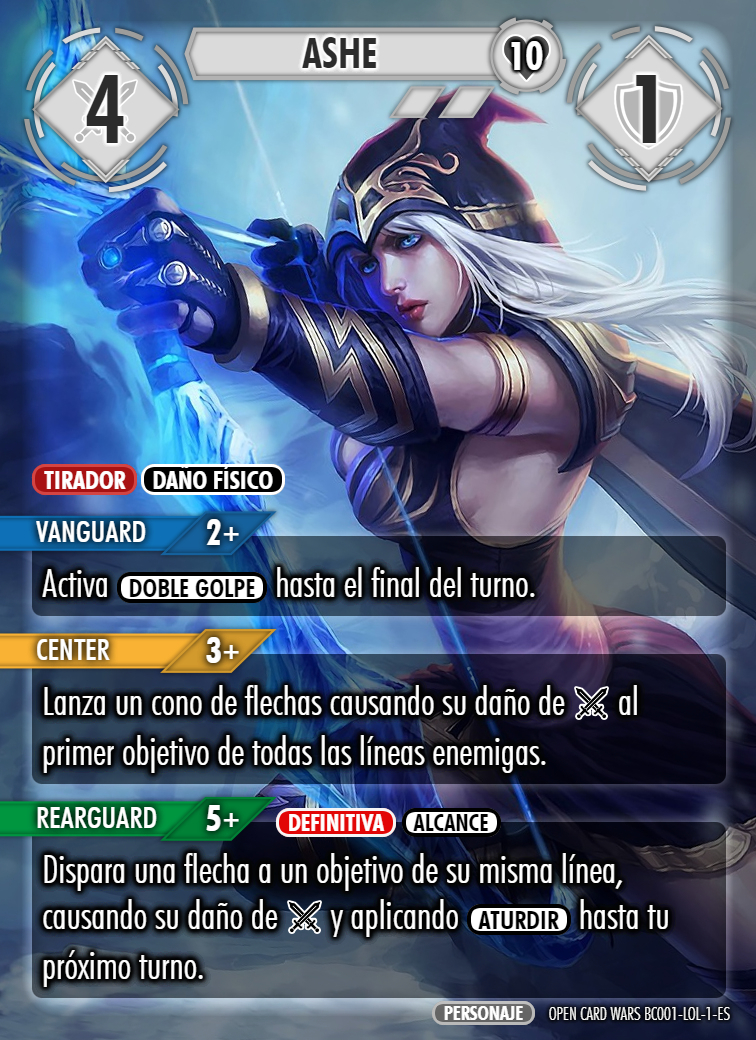 ASHE
10
4
1
TIRADOR DAÑO FÍSICO
VANGUARD 2+
Activa DOBLE GOLPE hasta el final del turno.
CENTER 3+
Lanza un cono de flechas causando su daño de al
primer objetivo de todas las líneas enemigas.
REARGUARD 5+ DEFINITIVA ALCANCE
Dispara una flecha a un objetivo de su misma línea,
causando su daño de y aplicando ATURDIR hasta tu
próximo turno.
PERSONAJE OPEN CARD WARS BC001-LOL-1-ES